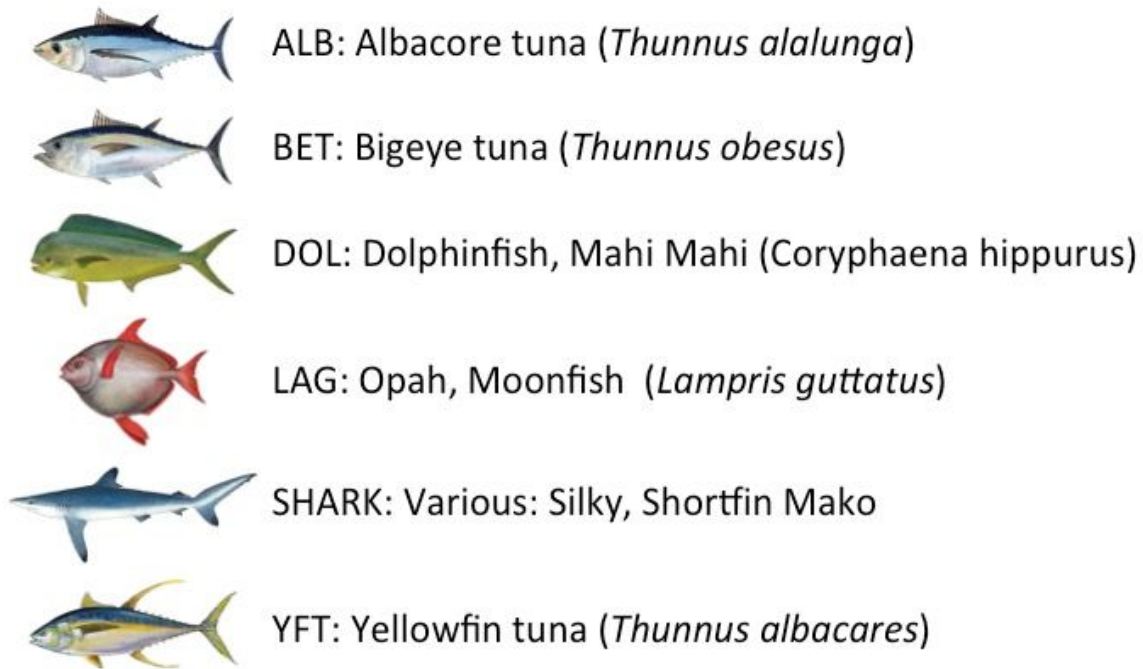 ALB: Albacore tuna (Thunnus alalunga)
BET: Bigeye tuna (Thunnus obesus)
DOL: Dolphinfish, Mahi Mahi (Coryphaena hippurus)
LAG: Opah, Moonfish (Lampris guttatus)
SHARK: Various: Silky, Shortfin Mako
YFT: Yellowfin tuna (Thunnus albacares)